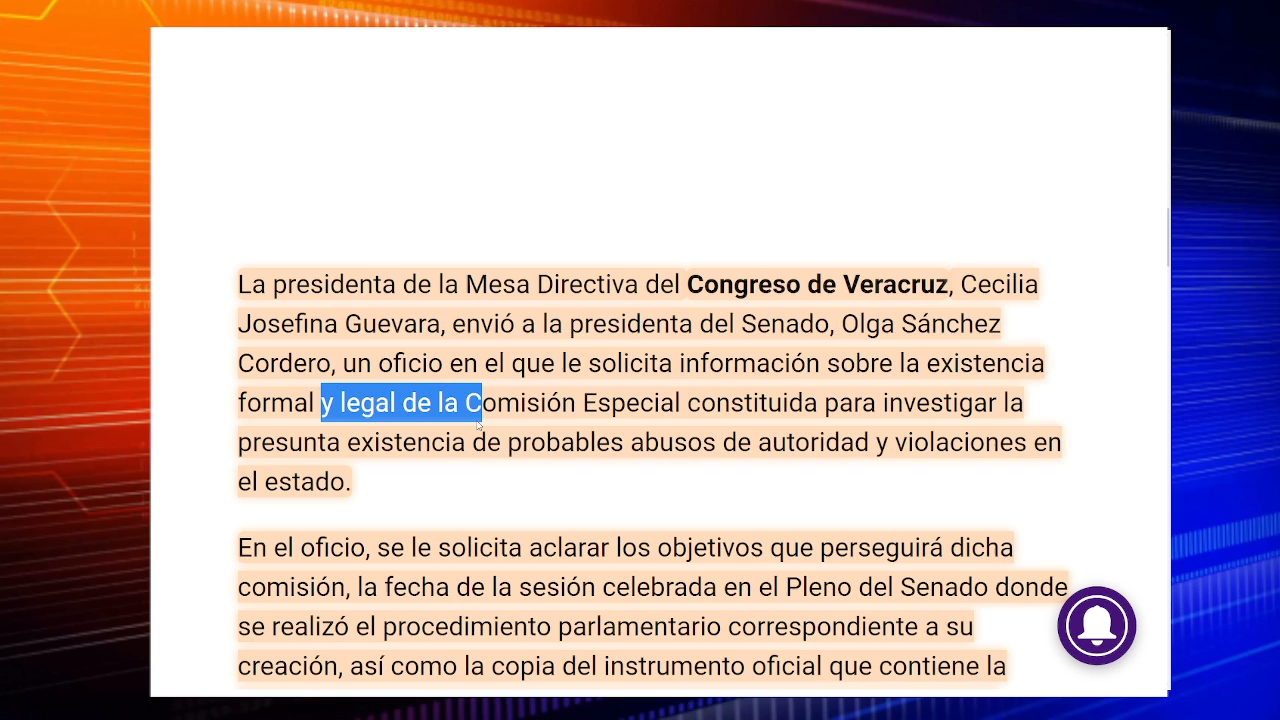 La presidenta de la Mesa Directiva del Congreso de Veracruz, Cecilia
Josefina Guevara, envió a la presidenta del Senado, Olga Sánchez
Cordero, un oficio en el que le solicita información sobre la existencia
formal y legal de la Comisión Especial constituida para investigar la
presunta existencia de probables abusos de autoridad y violaciones en
el estado.
En el oficio, se le solicita aclarar los objetivos que perseguirá dicha
comisión, la fecha de la sesión celebrada en el Pleno del Senado donde
se realizó el procedimiento parlamentario correspondiente a su
creación, así como la copia del instrumento oficial que contiene la